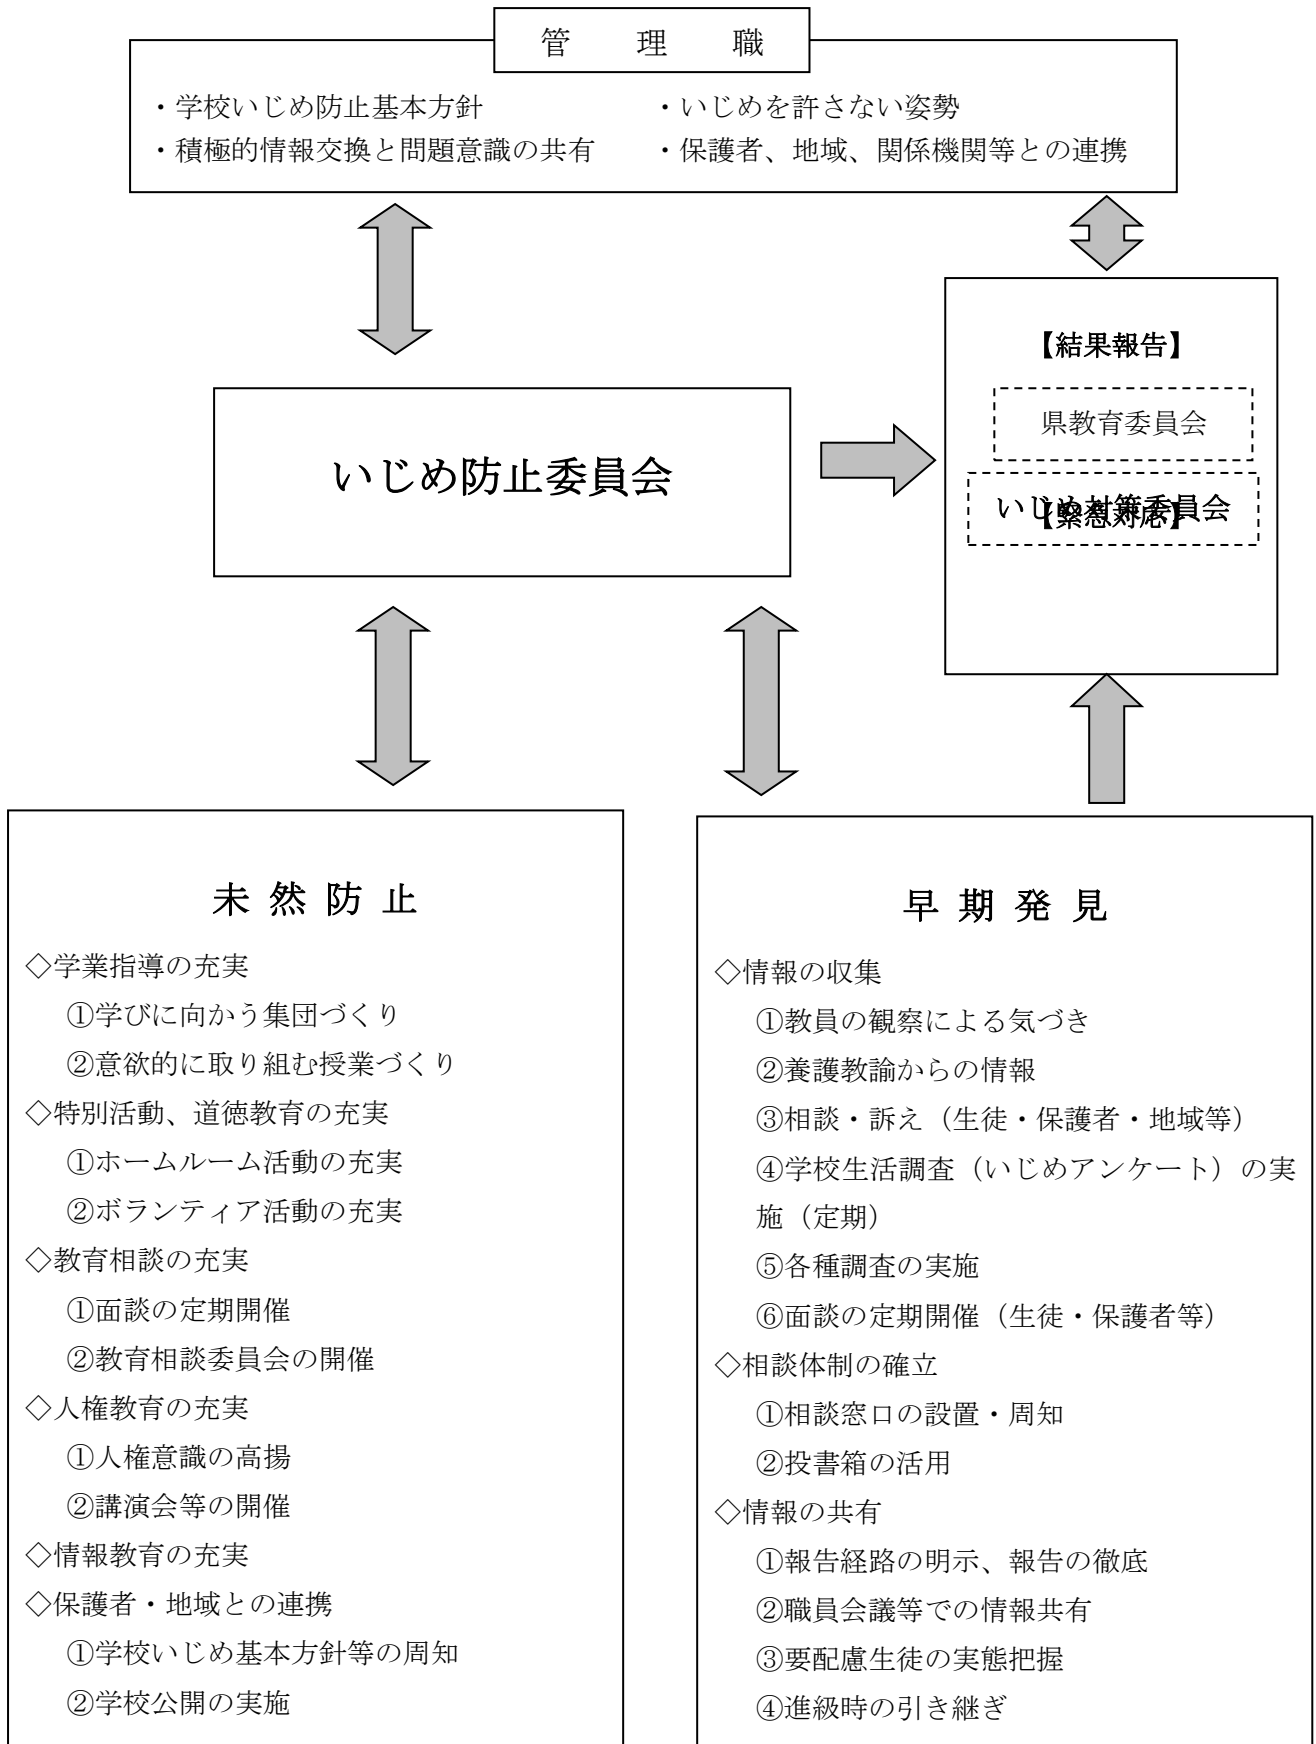 管　理　職
・学校いじめ防止基本方針　・いじめを許さない姿勢
・積極的情報交換と問題意識の共有　・保護者、地域、関係機関等との連携
【結果報告】
県教育委員会
いじめ対策委員会
【緊急対応】
いじめ防止委員会
未然防止
◇学業指導の充実
①学びに向かう集団づくり
②意欲的に取り組む授業づくり
◇特別活動、道徳教育の充実
①ホームルーム活動の充実
②ボランティア活動の充実
◇教育相談の充実
①面談の定期開催
②教育相談委員会の開催
◇人権教育の充実
①人権意識の高揚
②講演会等の開催
◇情報教育の充実
◇保護者・地域との連携
①学校いじめ基本方針等の周知
②学校公開の実施
早期発見
◇情報の収集
①教員の観察による気づき
②養護教諭からの情報
③相談・訴え（生徒・保護者・地域等）
④学校生活調査（いじめアンケート）の実
施（定期）
⑤各種調査の実施
⑥面談の定期開催（生徒・保護者等）
◇相談体制の確立
①相談窓口の設置・周知
②投書箱の活用
◇情報の共有
①報告経路の明示、報告の徹底
②職員会議等での情報共有
③要配慮生徒の実態把握
④進級時の引き継ぎ